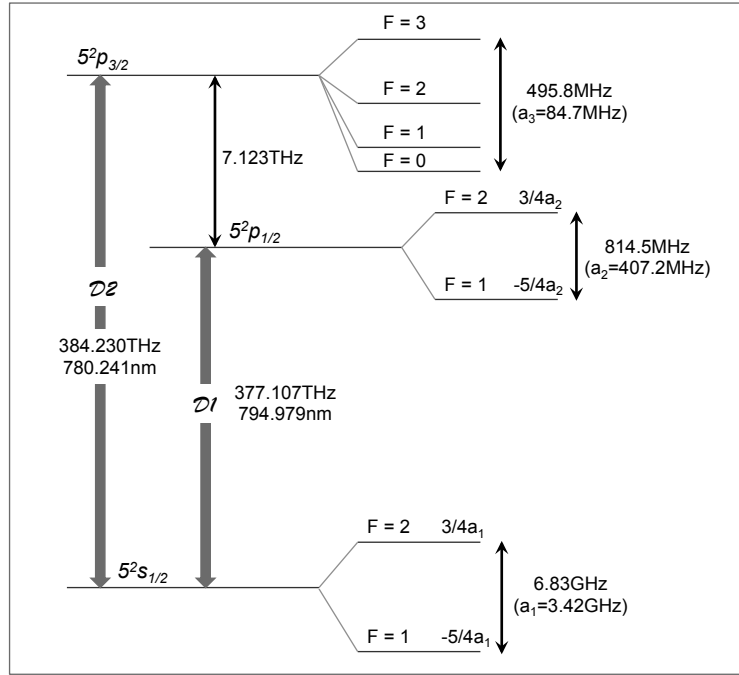 F = 3
5²p₃/₂
F = 2
495.8MHz
(a₃=84.7MHz)
F = 1
F = 0
7.123THz
F = 2 3/4a₂
5²p₁/₂
814.5MHz
(a₂=407.2MHz)
F = 1 -5/4a₂
D2
384.230THz
780.241nm
D1
377.107THz
794.979nm
F = 2 3/4a₁
5²s₁/₂
6.83GHz
(a₁=3.42GHz)
F = 1 -5/4a₁